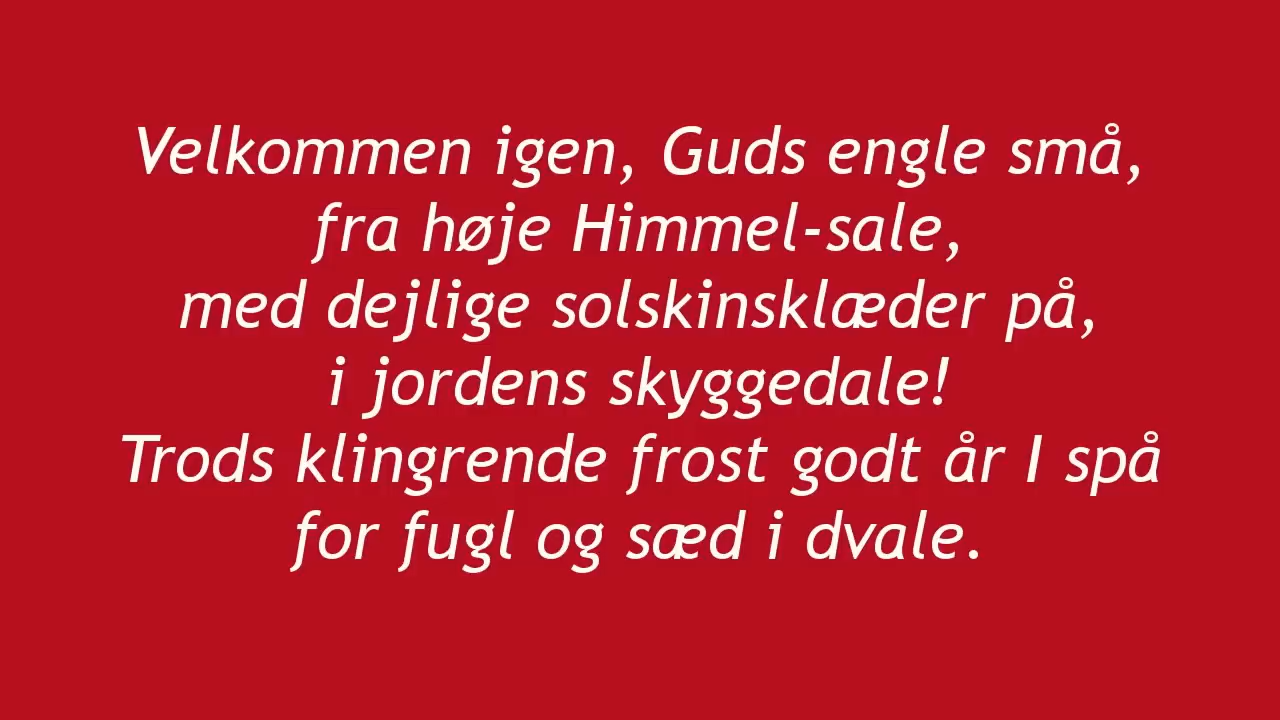 Velkommen igen, Guds engle små,
fra høje Himmel-sale,
med dejlige solskinsklæder på,
i jordens skyggedale!
Trods klingrende frost godt år I spå
for fugl og sæd i dvale.